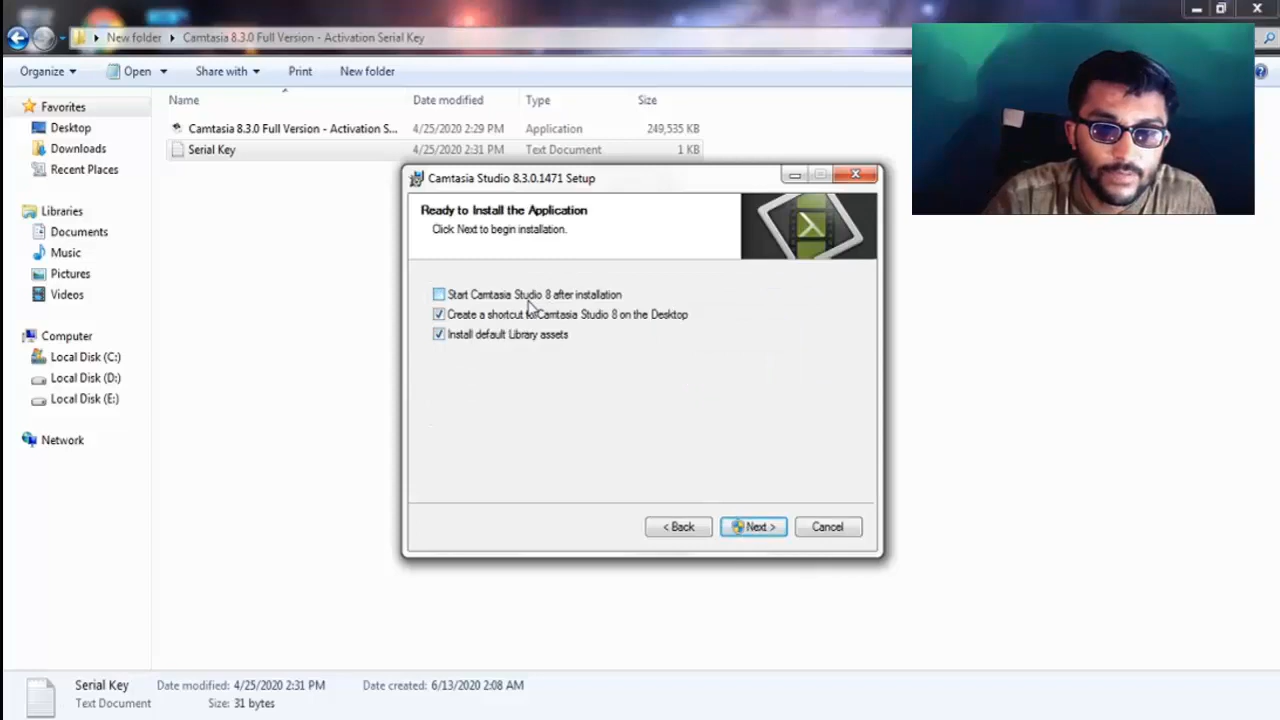 New folder
Camtasia 8.3.0 Full Version - Activation Serial Key
Organize
Open
Share with
Print
New folder
Favorites
Desktop
Downloads
Recent Places
Libraries
Documents
Music
Pictures
Videos
Computer
Local Disk (C:)
Local Disk (D:)
Local Disk (E:)
Network
Name Date modified Type Size
Camtasia 8.3.0 Full Version - Activation S... 4/25/2020 2:29 PM Application 249,535 KB
Serial Key 4/25/2020 2:31 PM Text Document 1 KB
Camtasia Studio 8.3.0.1471 Setup
Ready to Install the Application
Click Next to begin installation.
Start Camtasia Studio 8 after installation
Create a shortcut to Camtasia Studio 8 on the Desktop
Install default Library assets
< Back
Next >
Cancel
Serial Key Date modified: 4/25/2020 2:31 PM Date created: 6/13/2020 2:08 AM
Text Document Size: 31 bytes